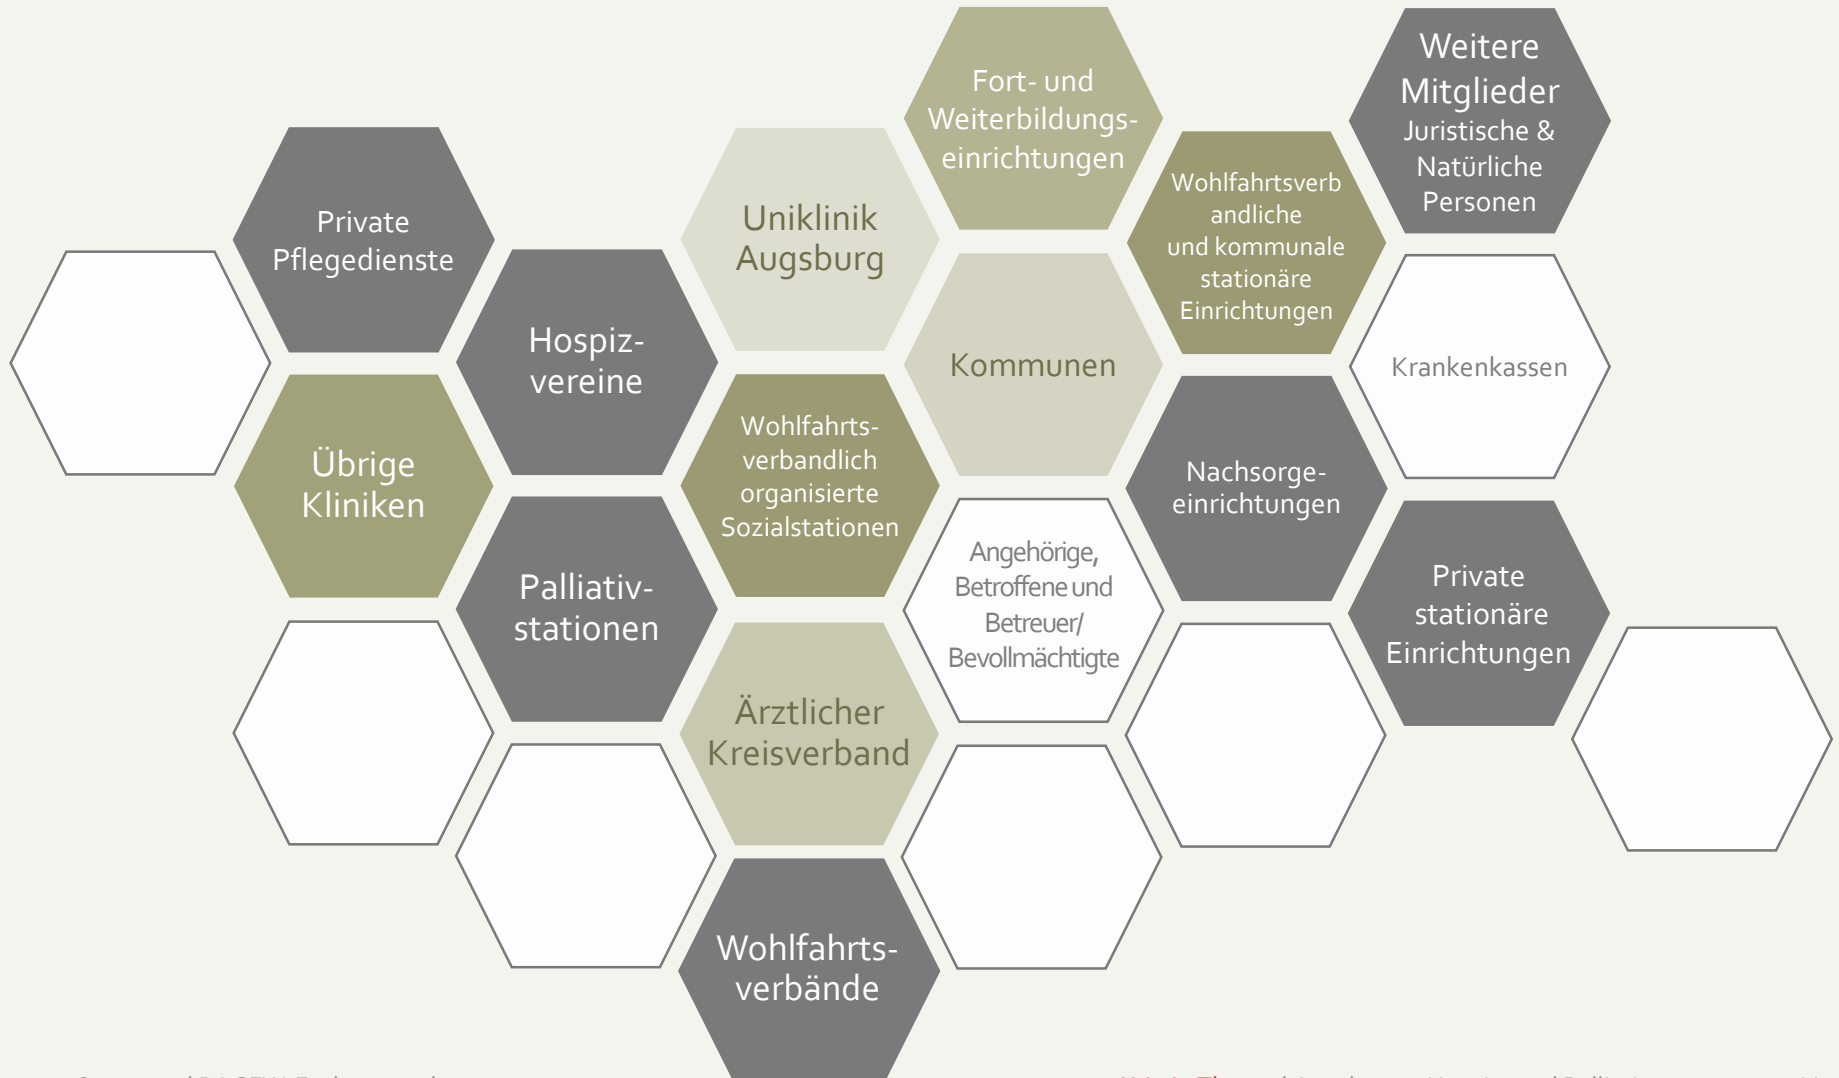 Fort- und
Weiterbildungs-
einrichtungen
Weitere
Mitglieder
Juristische &
Natürliche
Personen
Private
Pflegedienste
Uniklinik
Augsburg
Wohlfahrtsverb
andliche
und kommunale
stationäre
Einrichtungen
Hospiz-
vereine
Kommunen
Krankenkassen
Übrige
Kliniken
Wohlfahrts-
verbandlich
organisierte
Sozialstationen
Nachsorge-
einrichtungen
Palliativ-
stationen
Angehörige,
Betroffene und
Betreuer/
Bevollmächtigte
Private
stationäre
Einrichtungen
Ärztlicher
Kreisverband
Wohlfahrts-
verbände